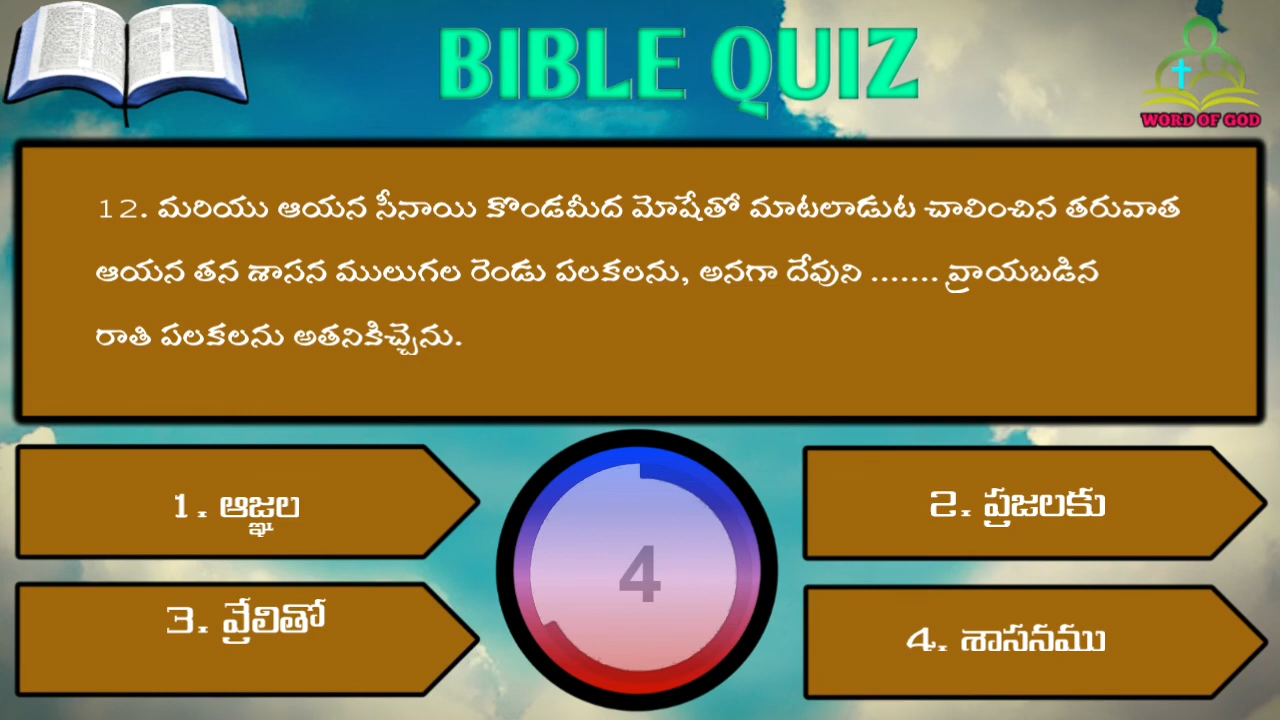 BIBLE QUIZ
WORD OF GOD
12. మరియు ఆయన సీనాయి కొండమీద మోషేతో మాటలాడుట చాలించిన తరువాత
ఆయన తన శాసన ములుగల రెండు పలకలను, అనగా దేవుని ....... వ్రాయబడిన
రాతి పలకలను అతనికిచ్చెను.
1. ఆజ్ఞల
2. ప్రజలకు
3. వ్రేలితో
4. శాసనము
4